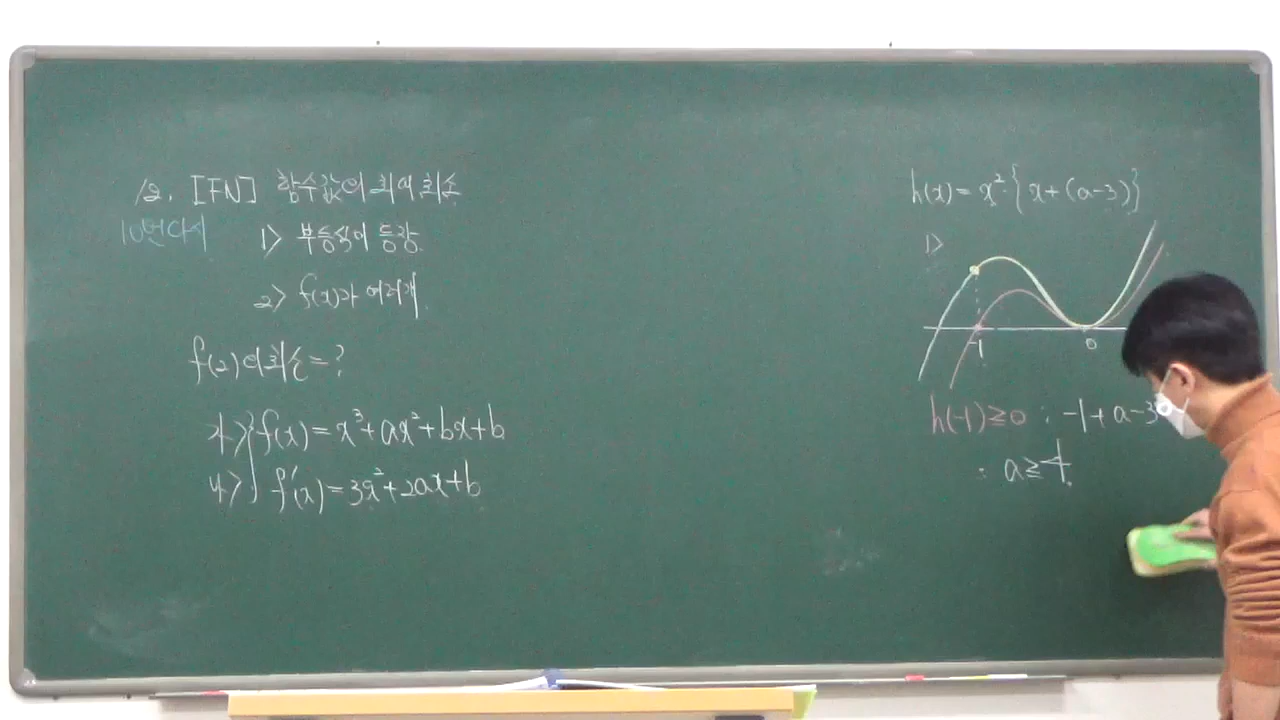 12. [FN] 함수값의 최대 최소
10번다시
1> 부등식이 등장.
2> f(x)가 여러개.
f(2)의 최소=?
가> f(x)=x³+ax²+bx+b
나> f'(x)=3x²+2ax+b
h(x)=x²·{x+(a-3)}
1>
-1 0
h(-1)≥0 : -1+a-3
: a≥4.